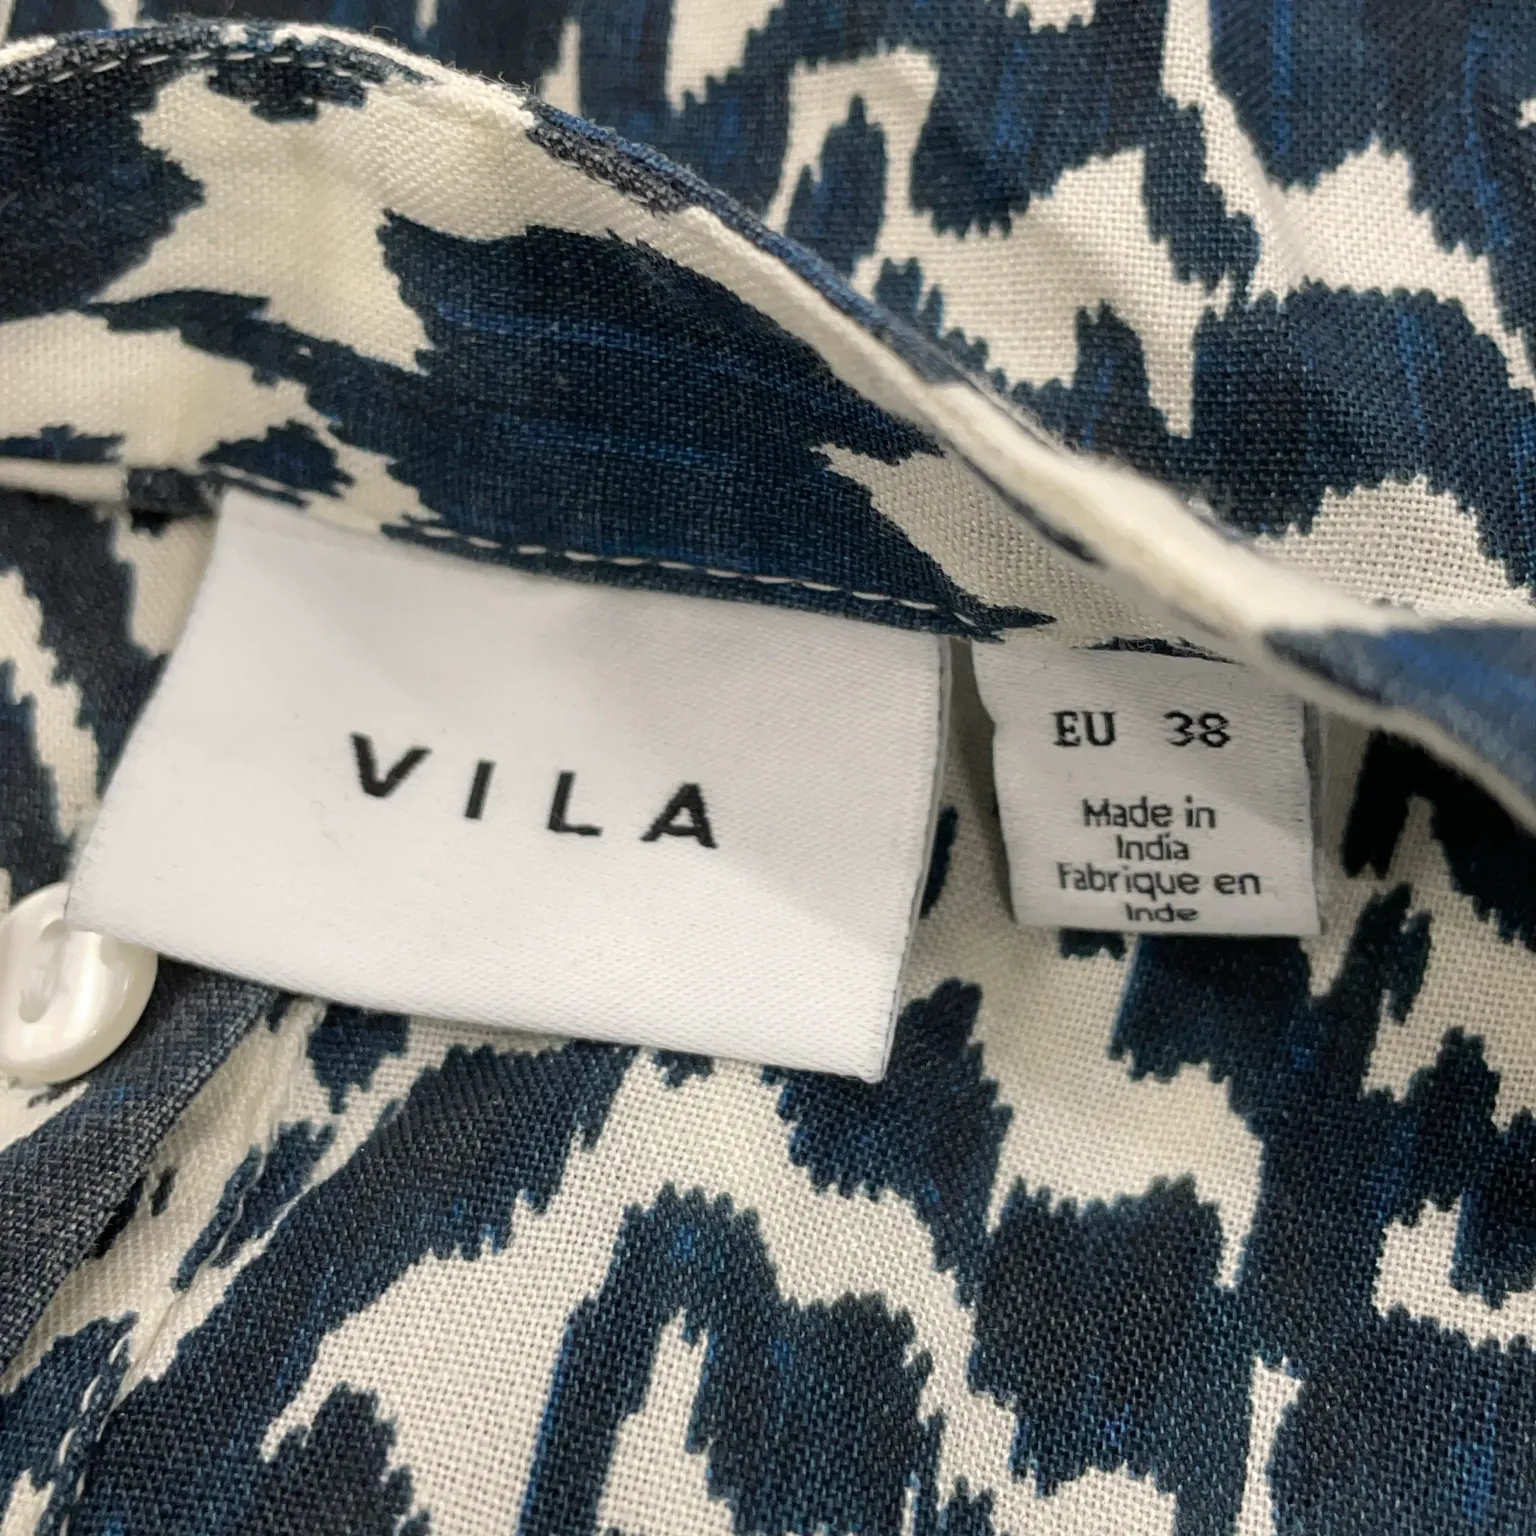 VILA
EU 38
Made in
India
Fabrique en
Inde